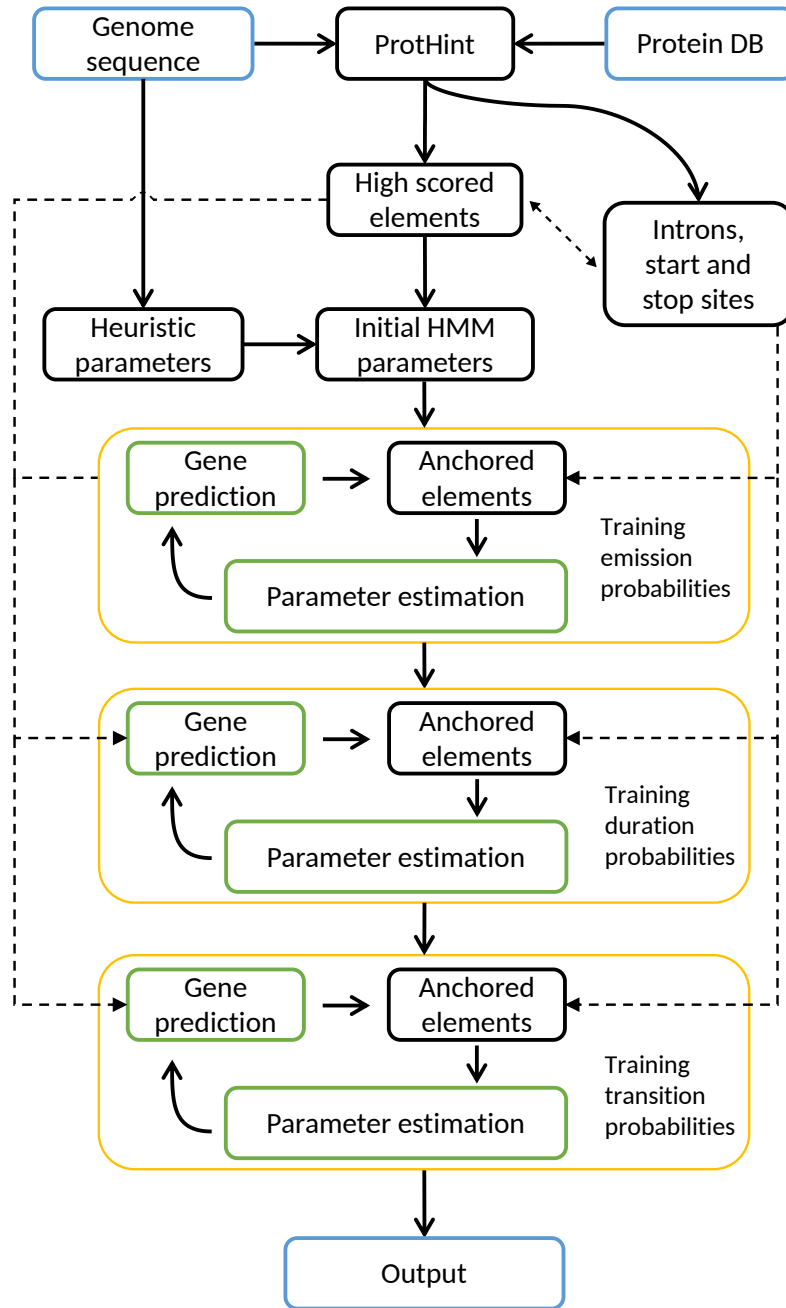 Genome
sequence
ProtHint
Protein DB
High scored
elements
Introns,
start and
stop sites
Heuristic
parameters
Initial HMM
parameters
Gene
prediction
Anchored
elements
Training
emission
probabilities
Parameter estimation
Gene
prediction
Anchored
elements
Training
duration
probabilities
Parameter estimation
Gene
prediction
Anchored
elements
Training
transition
probabilities
Parameter estimation
Output